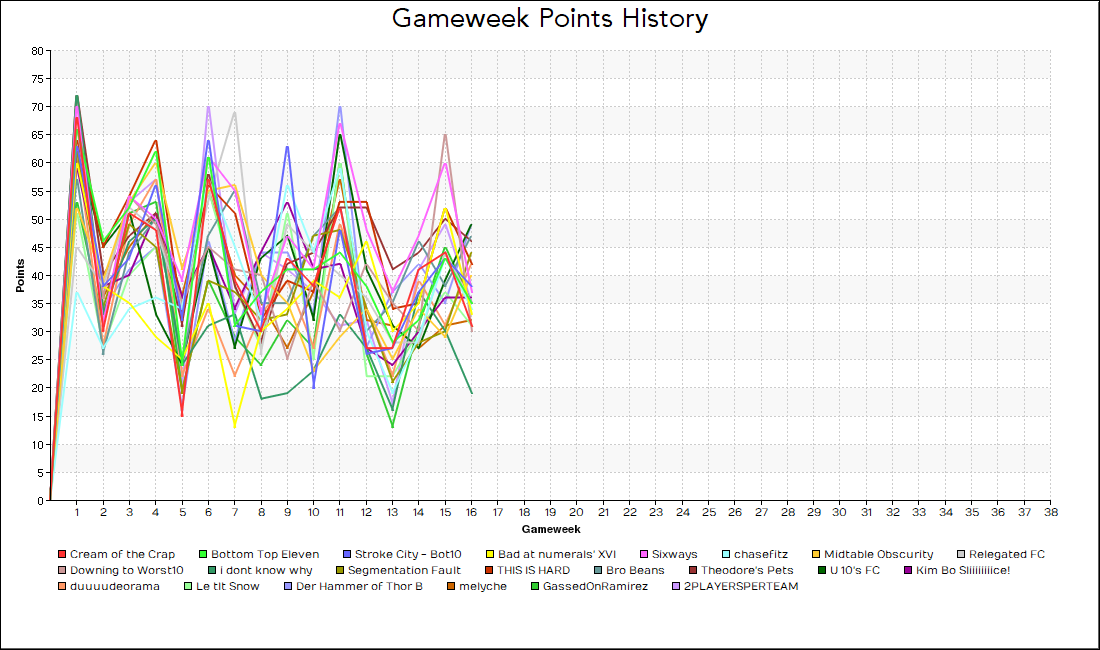 Gameweek Points History
80
75
70
65
60
55
50
45
40
35
30
25
20
15
10
5
0
Points
1 2 3 4 5 6 7 8 9 10 11 12 13 14 15 16 17 18 19 20 21 22 23 24 25 26 27 28 29 30 31 32 33 34 35 36 37 38
Gameweek
Cream of the Crap Bottom Top Eleven Stroke City - Bot10 Bad at numerals' XVI Sixways chasefitz Midtable Obscurity Relegated FC
Downing to Worst10 i dont know why Segmentation Fault THIS IS HARD Bro Beans Theodore's Pets U 10's FC Kim Bo Sliiiiiiiice!
duuuudeorama Le tit Snow Der Hammer of Thor B melyche GassedOnRamirez 2PLAYERSPERTEAM